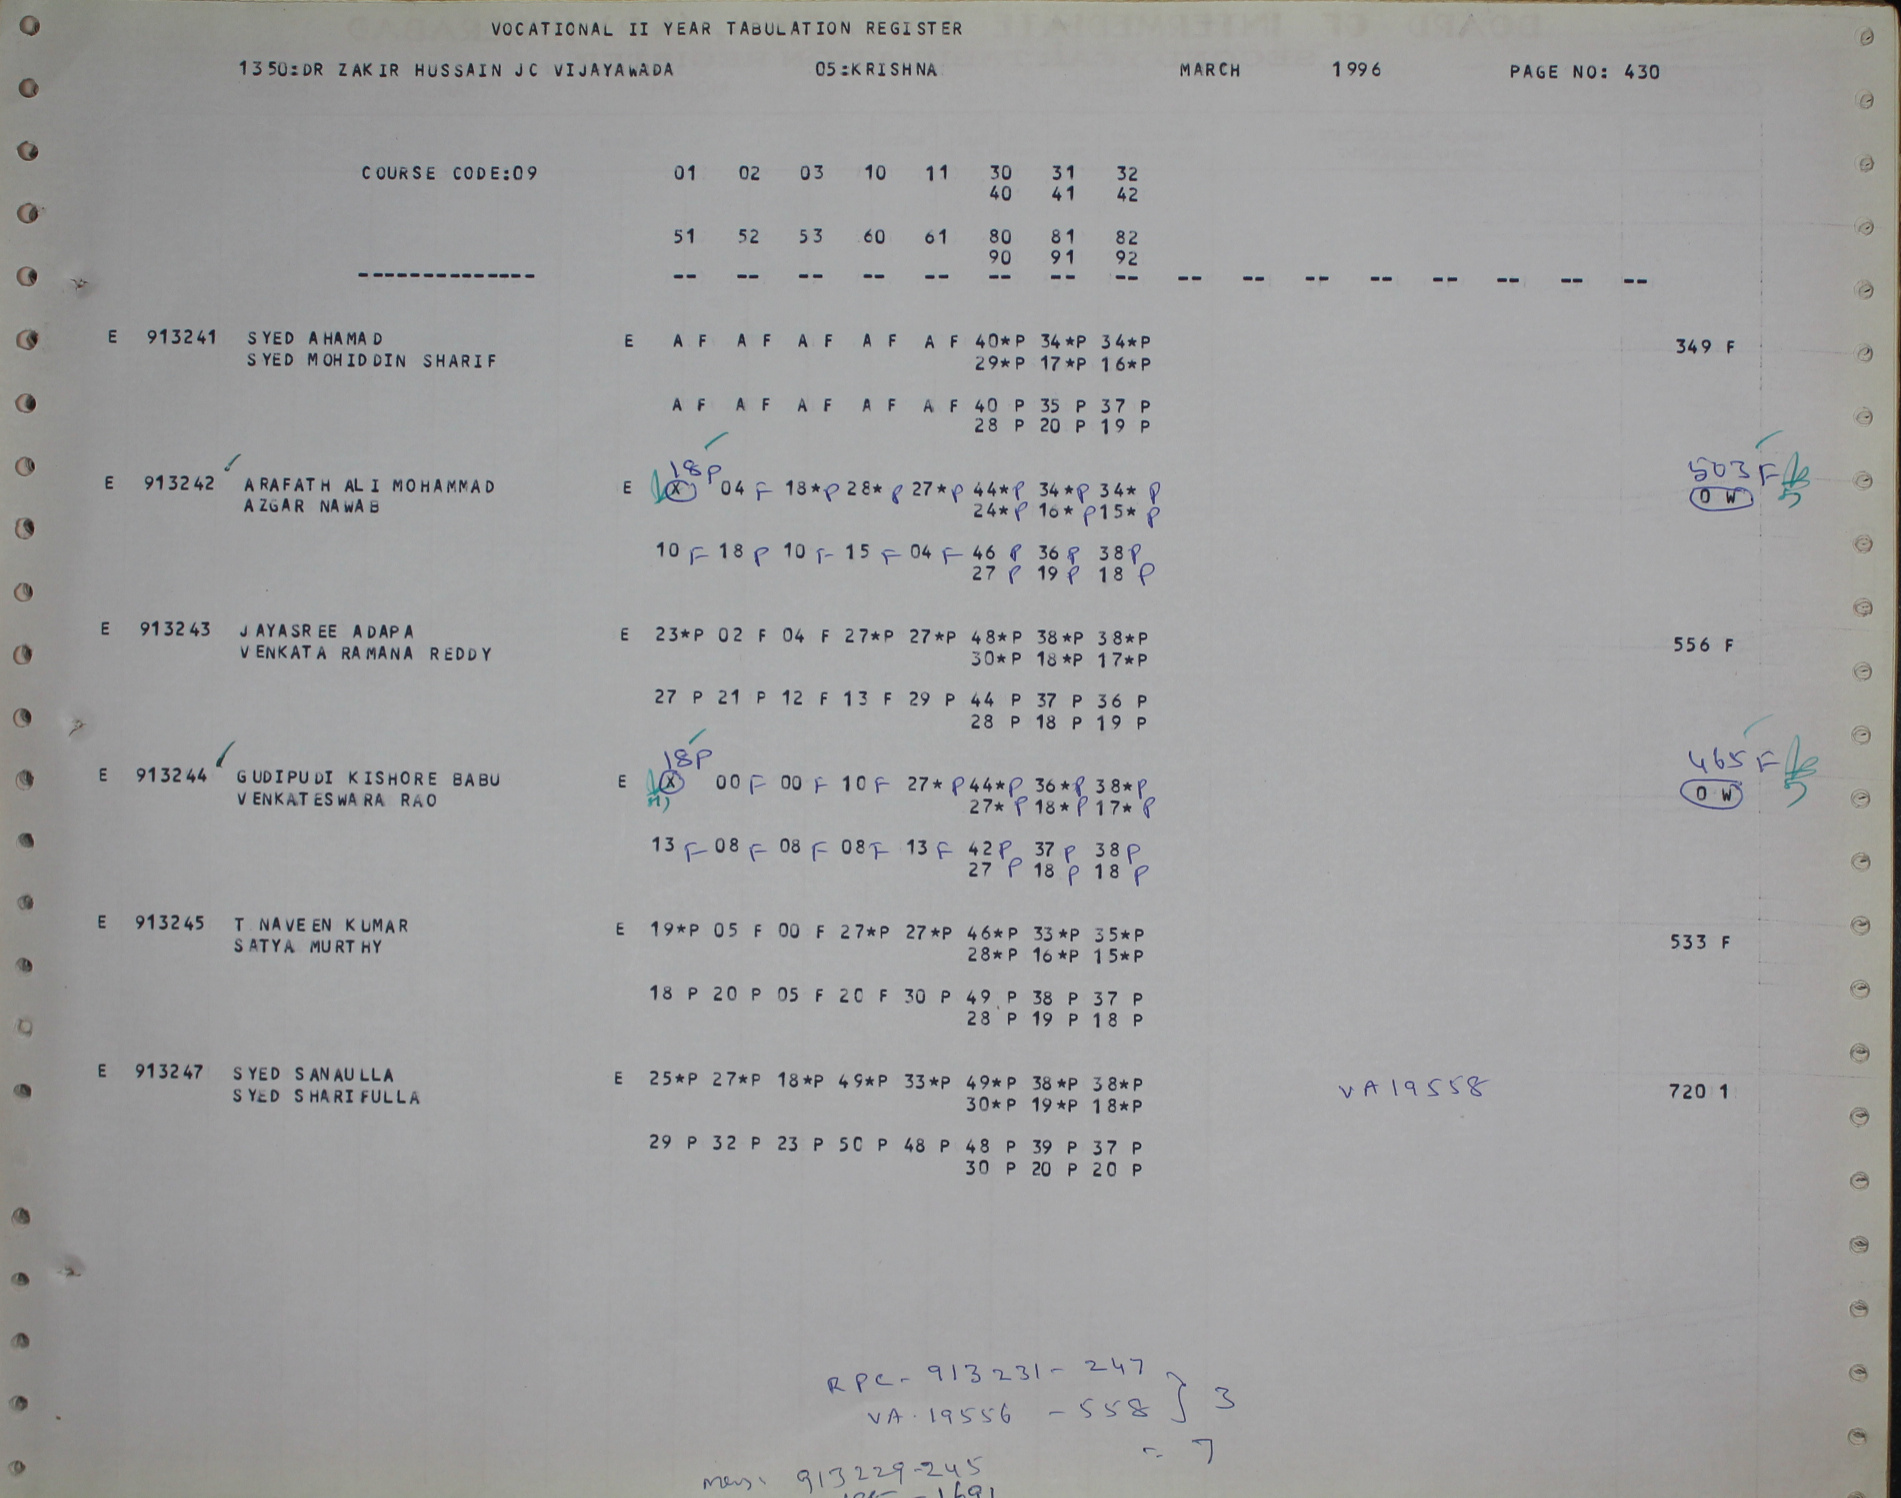 VOCATIONAL II YEAR TABULATION REGISTER
1350:DR ZAKIR HUSSAIN JC VIJAYAWADA 05:KRISHNA MARCH 1996 PAGE NO: 430
COURSE CODE:09 01 02 03 10 11 30 31 32
40 41 42
51 52 53 60 61 80 81 82
90 91 92
-------------- -- -- -- -- -- -- -- -- -- -- -- -- -- -- -- --
E 913241 SYED AHAMAD E A F A F A F A F A F 40*P 34*P 34*P 349 F
SYED MOHIDDIN SHARIF 29*P 17*P 16*P
A F A F A F A F A F 40 P 35 P 37 P
28 P 20 P 19 P
18P 503 F
E 913242 ARAFATH ALI MOHAMMAD E X 04 F 18*P 28*P 27*P 44*P 34*P 34*P O W
AZGAR NAWAB 24*P 16*P 15*P
10 F 18 P 10 F 15 F 04 F 46 P 36 P 38 P
27 P 19 P 18 P
E 913243 JAYASREE ADAPA E 23*P 02 F 04 F 27*P 27*P 48*P 38*P 38*P 556 F
VENKATA RAMANA REDDY 30*P 18*P 17*P
27 P 21 P 12 F 13 F 29 P 44 P 37 P 36 P
28 P 18 P 19 P
18P 465 F
E 913244 GUDIPUDI KISHORE BABU E X 00 F 00 F 10 F 27*P 44*P 36*P 38*P O W
VENKATESWARA RAO 27*P 18*P 17*P
13 F 08 F 08 F 08 F 13 F 42 P 37 P 38 P
27 P 18 P 18 P
E 913245 T NAVEEN KUMAR E 19*P 05 F 00 F 27*P 27*P 46*P 33*P 35*P 533 F
SATYA MURTHY 28*P 16*P 15*P
18 P 20 P 05 F 20 F 30 P 49 P 38 P 37 P
28 P 19 P 18 P
E 913247 SYED SANAULLA E 25*P 27*P 18*P 49*P 33*P 49*P 38*P 38*P VA19558 720 1
SYED SHARIFULLA 30*P 19*P 18*P
29 P 32 P 23 P 50 P 48 P 48 P 39 P 37 P
30 P 20 P 20 P
RPC- 913231- 247
VA.19556 - 558 } 3
= 7
913229-245
-1691